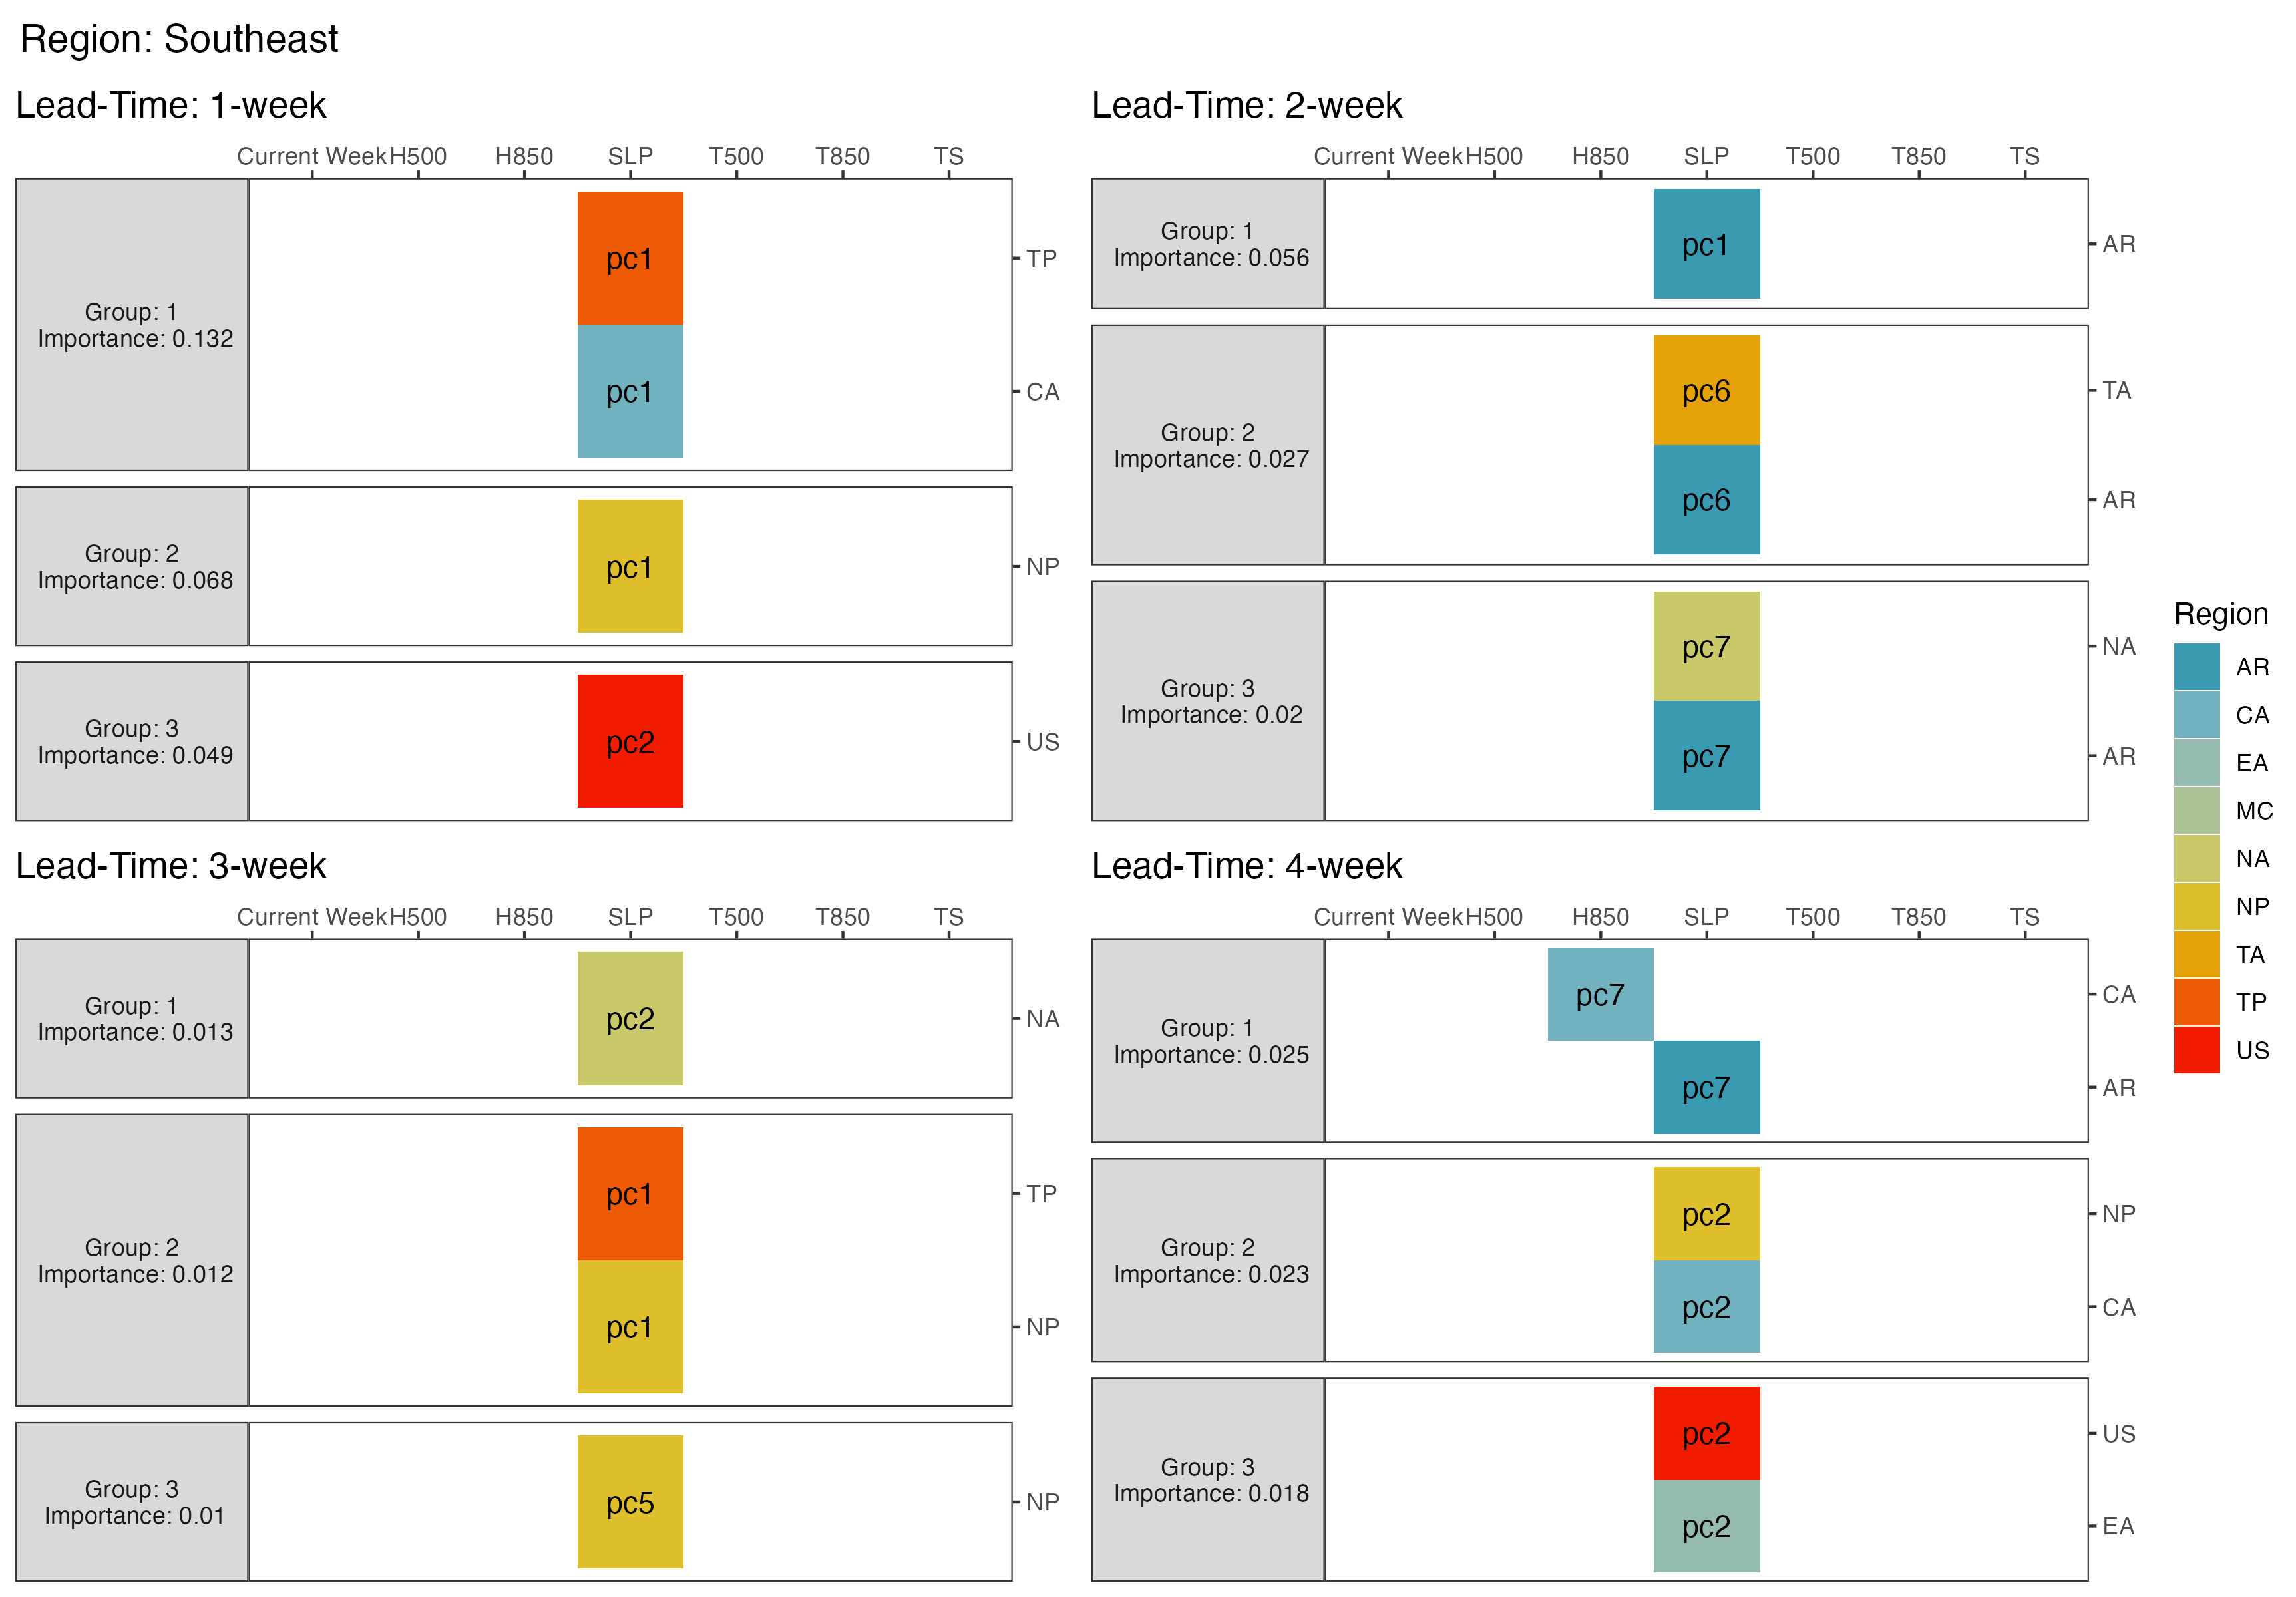 Region: Southeast
Lead-Time: 1-week
Current Week H500 H850 SLP T500 T850 TS
Group: 1
Importance: 0.132
pc1
TP
pc1
CA
Group: 2
Importance: 0.068
pc1
NP
Group: 3
Importance: 0.049
pc2
US
Lead-Time: 2-week
Current Week H500 H850 SLP T500 T850 TS
Group: 1
Importance: 0.056
pc1
AR
Group: 2
Importance: 0.027
pc6
TA
pc6
AR
Group: 3
Importance: 0.02
pc7
NA
pc7
AR
Lead-Time: 3-week
Current Week H500 H850 SLP T500 T850 TS
Group: 1
Importance: 0.013
pc2
NA
Group: 2
Importance: 0.012
pc1
TP
pc1
NP
Group: 3
Importance: 0.01
pc5
NP
Lead-Time: 4-week
Current Week H500 H850 SLP T500 T850 TS
Group: 1
Importance: 0.025
pc7
CA
pc7
AR
Group: 2
Importance: 0.023
pc2
NP
pc2
CA
Group: 3
Importance: 0.018
pc2
US
pc2
EA
Region
AR
CA
EA
MC
NA
NP
TA
TP
US